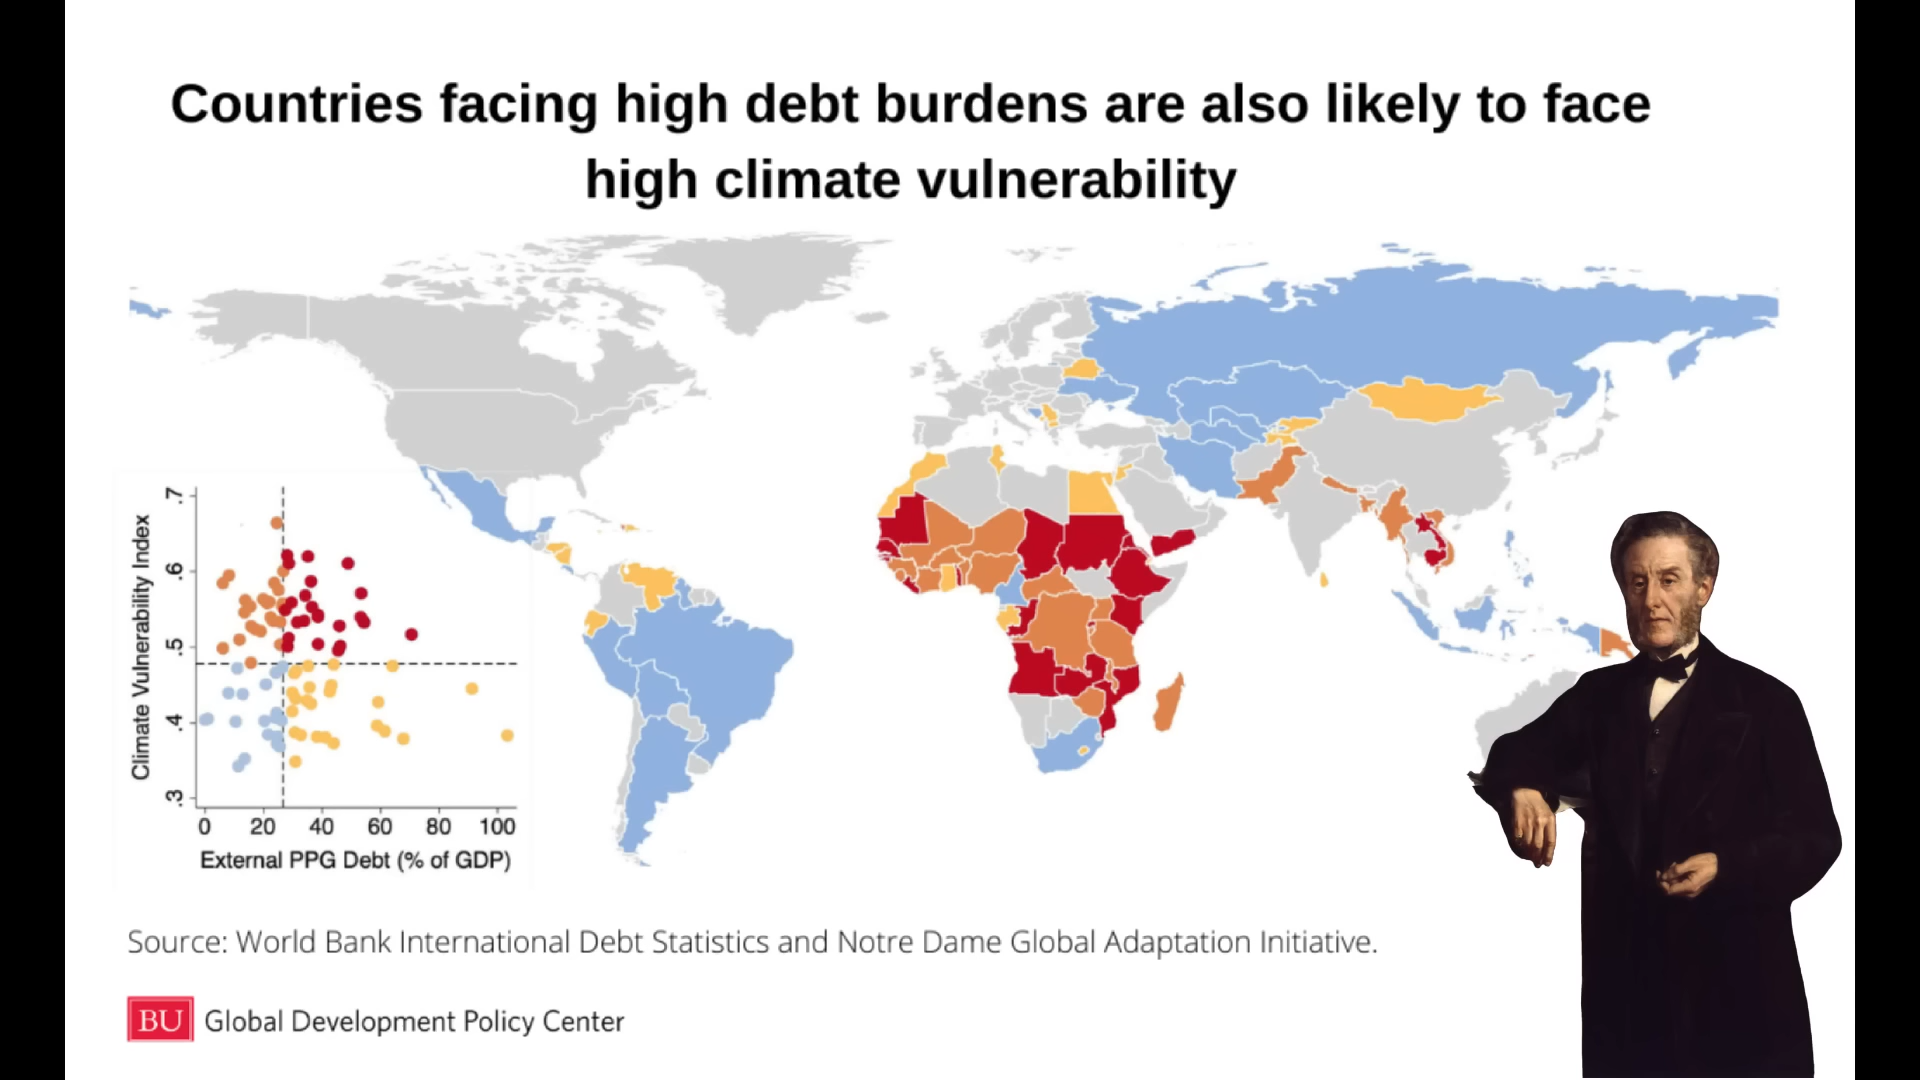 Countries facing high debt burdens are also likely to face
high climate vulnerability
Climate Vulnerability Index
.7
.6
.5
.4
.3
0 20 40 60 80 100
External PPG Debt (% of GDP)
Source: World Bank International Debt Statistics and Notre Dame Global Adaptation Initiative.
BU Global Development Policy Center